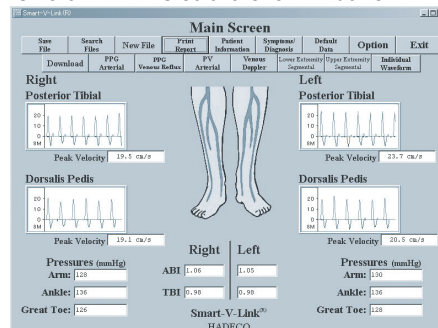 Smart-V-Link(R)
Main Screen
Save File
Search Files
New File
Print Report
Patient Information
Symptoms/ Diagnosis
Default Data
Option
Exit
Download
PPG Arterial
PPG Venous Reflux
PV Arterial
Venous Doppler
Lower Extremity Segmental
Upper Extremity Segmental
Individual Waveform
Right
Left
Posterior Tibial
Posterior Tibial
20
10
0
SM
20
10
0
SM
Peak Velocity 19.5 cm/s
Peak Velocity 23.7 cm/s
Dorsalis Pedis
Dorsalis Pedis
20
10
0
SM
20
10
0
SM
Peak Velocity 19.1 cm/s
Peak Velocity 20.5 cm/s
Pressures (mmHg)
Arm: 128
Ankle: 136
Great Toe: 126
Right Left
ABI 1.06 1.05
TBI 0.98 0.98
Smart-V-Link(R)
HADECO
Pressures (mmHg)
Arm: 130
Ankle: 136
Great Toe: 128